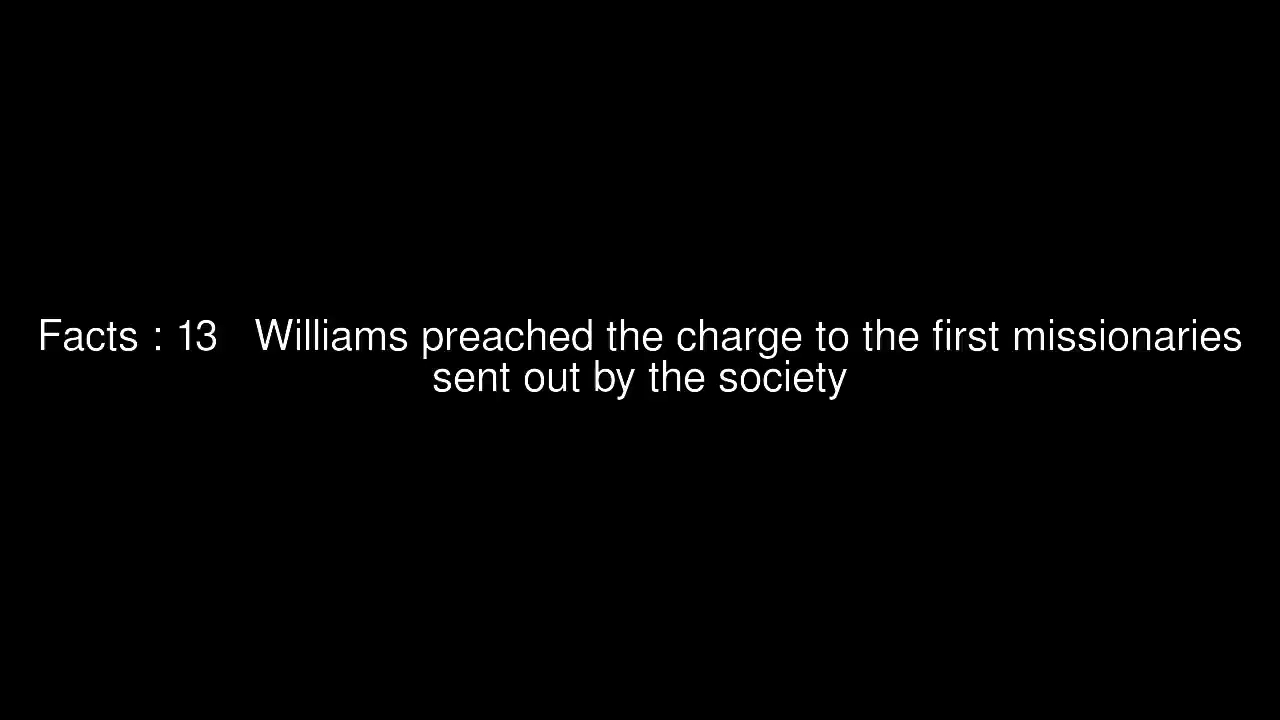 Facts : 13   Williams preached the charge to the first missionaries
sent out by the society